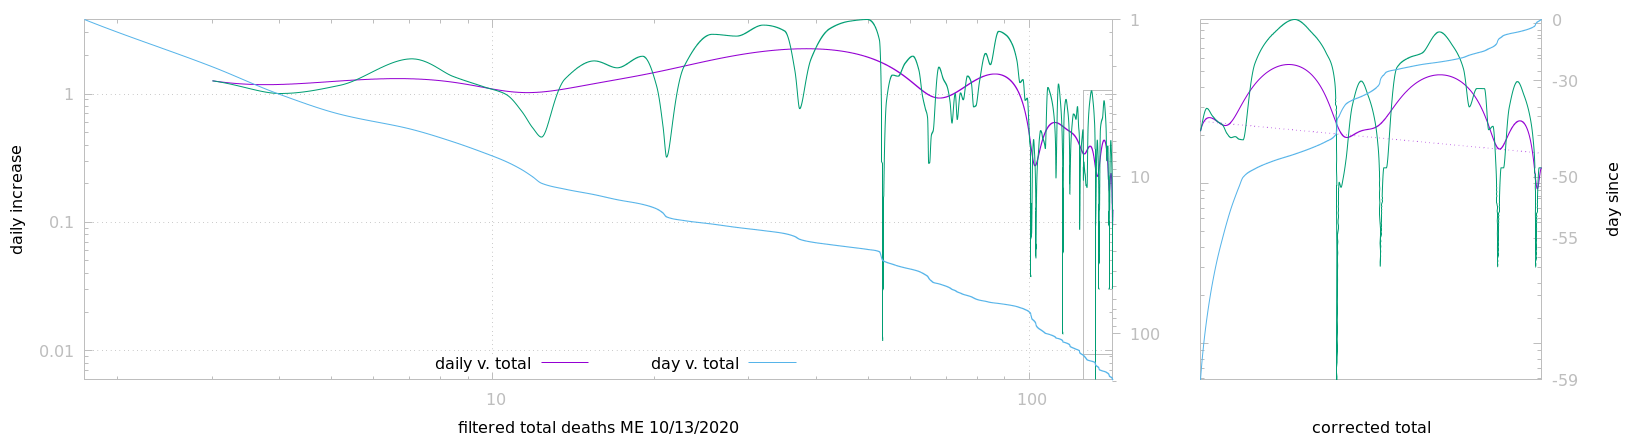 daily increase
1
0.1
0.01
daily v. total
day v. total
10
100
filtered total deaths ME 10/13/2020
1
10
100
0
-30
-50
-55
-59
day since
corrected total